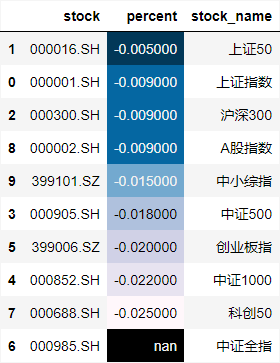 stock percent stock_name
1 000016.SH -0.005000 上证50
0 000001.SH -0.009000 上证指数
2 000300.SH -0.009000 沪深300
8 000002.SH -0.009000 A股指数
9 399101.SZ -0.015000 中小综指
3 000905.SH -0.018000 中证500
5 399006.SZ -0.020000 创业板指
4 000852.SH -0.022000 中证1000
7 000688.SH -0.025000 科创50
6 000985.SH nan 中证全指